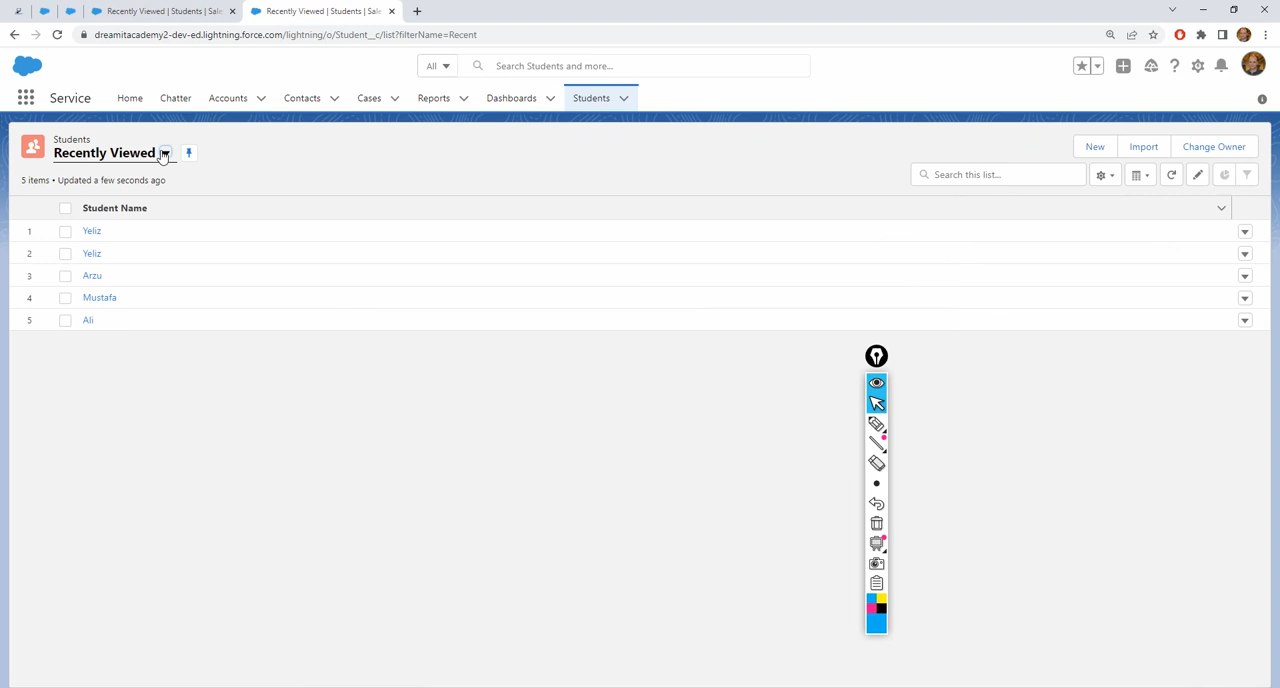 Recently Viewed | Students | Sale
Recently Viewed | Students | Sale
dreamitacademy2-dev-ed.lightning.force.com/lightning/o/Student__c/list?filterName=Recent
All
Search Students and more...
Service
Home
Chatter
Accounts
Contacts
Cases
Reports
Dashboards
Students
Students
Recently Viewed
New
Import
Change Owner
5 items • Updated a few seconds ago
Search this list...
Student Name
1 Yeliz
2 Yeliz
3 Arzu
4 Mustafa
5 Ali